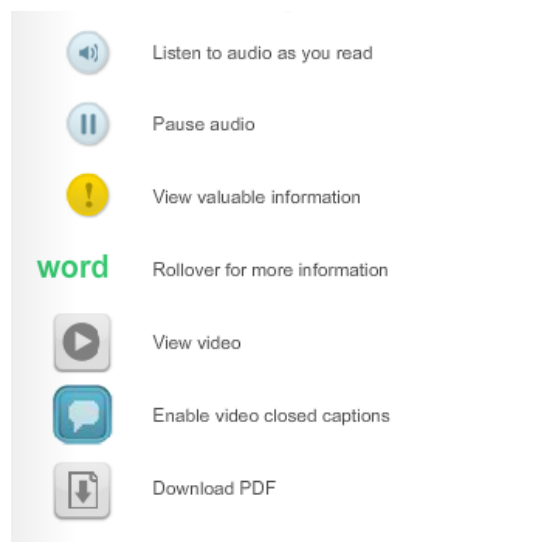 Listen to audio as you read
Pause audio
View valuable information
word Rollover for more information
View video
Enable video closed captions
Download PDF